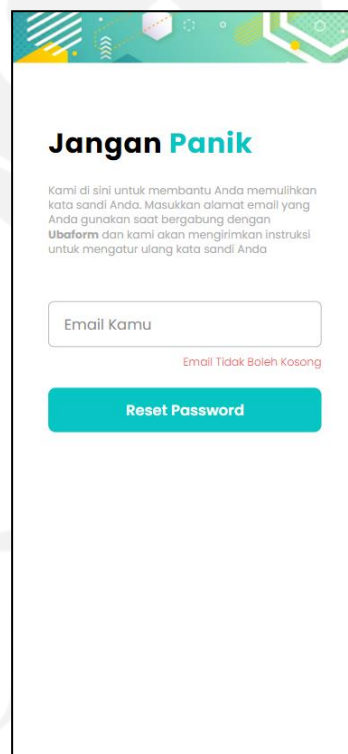 Jangan Panik
Kami di sini untuk membantu Anda memulihkan
kata sandi Anda. Masukkan alamat email yang
Anda gunakan saat bergabung dengan
Ubaform dan kami akan mengirimkan instruksi
untuk mengatur ulang kata sandi Anda
Email Kamu
Email Tidak Boleh Kosong
Reset Password